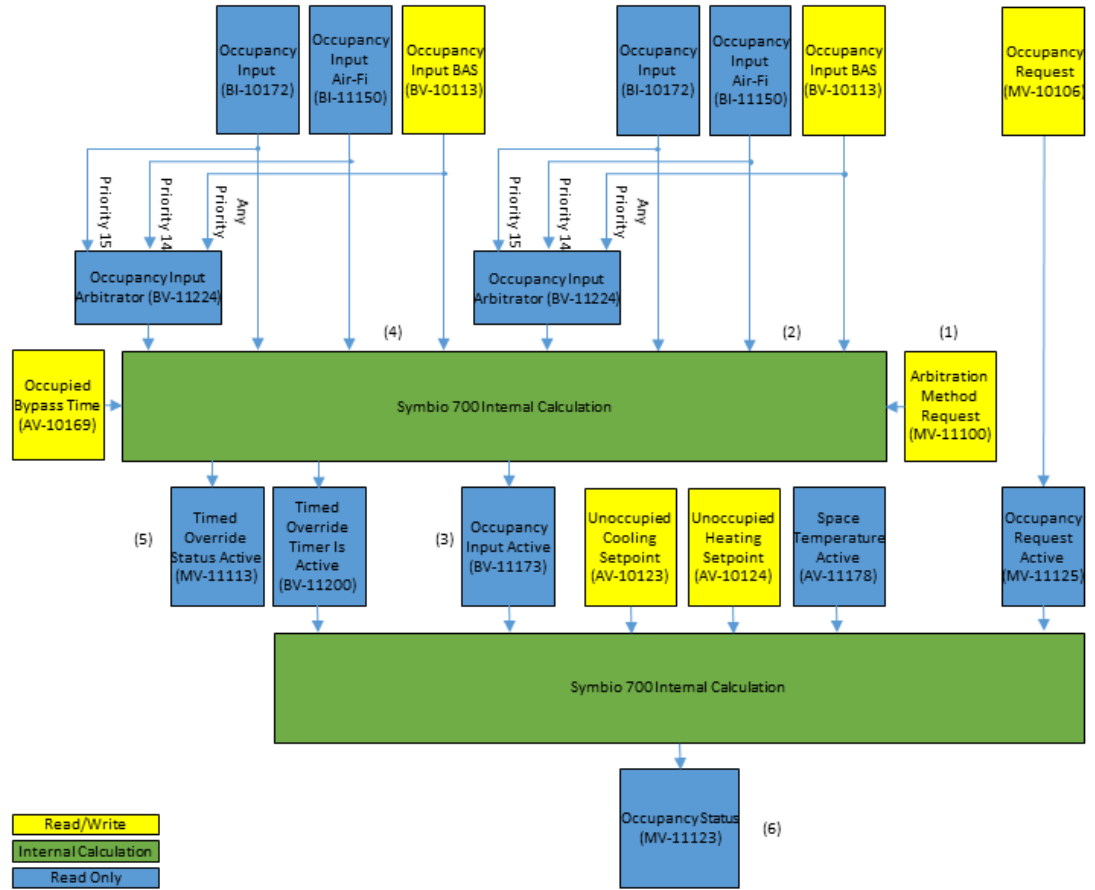 Occupancy
Input
(BI-10172)
Occupancy
Input
Air-Fi
(BI-11150)
Occupancy
Input BAS
(BV-10113)
Occupancy
Input
(BI-10172)
Occupancy
Input
Air-Fi
(BI-11150)
Occupancy
Input BAS
(BV-10113)
Occupancy
Request
(MV-10106)
Priority 15
Priority 14
Any
Priority
Priority 15
Priority 14
Any
Priority
Occupancy Input
Arbitrator (BV-11224)
Occupancy Input
Arbitrator (BV-11224)
(4)
(2)
(1)
Occupied
Bypass Time
(AV-10169)
Symbio 700 Internal Calculation
Arbitration
Method
Request
(MV-11100)
(5)
Timed
Override
Status Active
(MV-11113)
Timed
Override
Timer Is
Active
(BV-11200)
(3)
Occupancy
Input Active
(BV-11173)
Unoccupied
Cooling
Setpoint
(AV-10123)
Unoccupied
Heating
Setpoint
(AV-10124)
Space
Temperature
Active
(AV-11178)
Occupancy
Request
Active
(MV-11125)
Symbio 700 Internal Calculation
Occupancy Status
(MV-11123)
(6)
Read/Write
Internal Calculation
Read Only